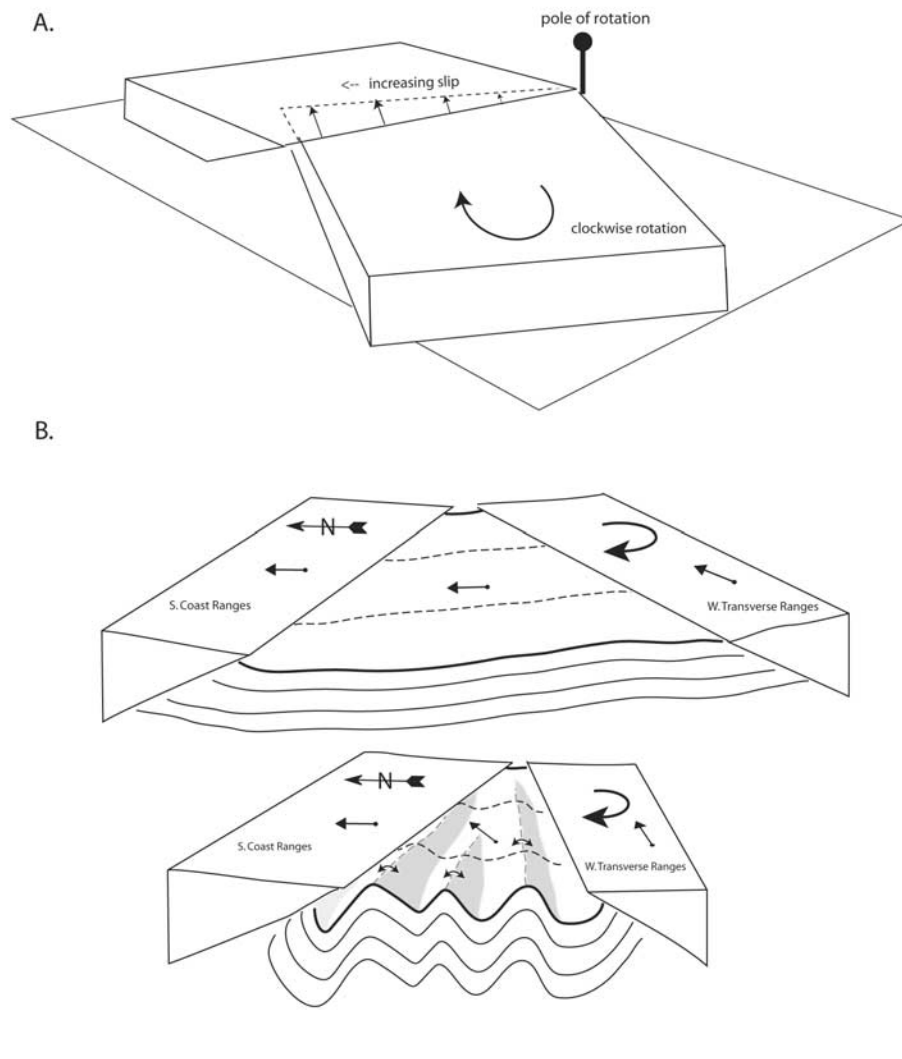 A.
pole of rotation
<-- increasing slip
clockwise rotation
B.
N
S. Coast Ranges
W. Transverse Ranges
N
S. Coast Ranges
W. Transverse Ranges